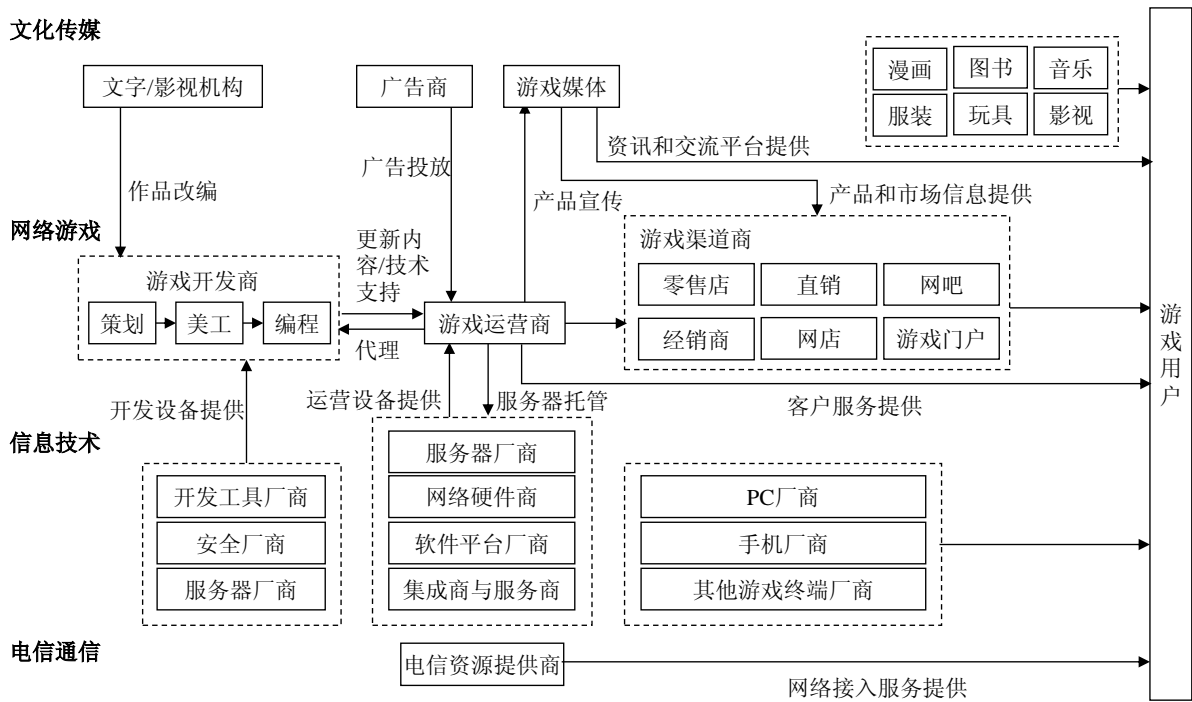 文化传媒
漫画
图书
音乐
服装
玩具
影视
文字/影视机构
广告商
游戏媒体
资讯和交流平台提供
广告投放
作品改编
产品宣传
产品和市场信息提供
网络游戏
游戏开发商
策划
美工
编程
更新内
容/技术
支持
代理
游戏运营商
游戏渠道商
零售店
直销
网吧
经销商
网店
游戏门户
游
戏
用
户
开发设备提供
运营设备提供
服务器托管
客户服务提供
信息技术
开发工具厂商
安全厂商
服务器厂商
服务器厂商
网络硬件商
软件平台厂商
集成商与服务商
PC厂商
手机厂商
其他游戏终端厂商
电信通信
电信资源提供商
网络接入服务提供